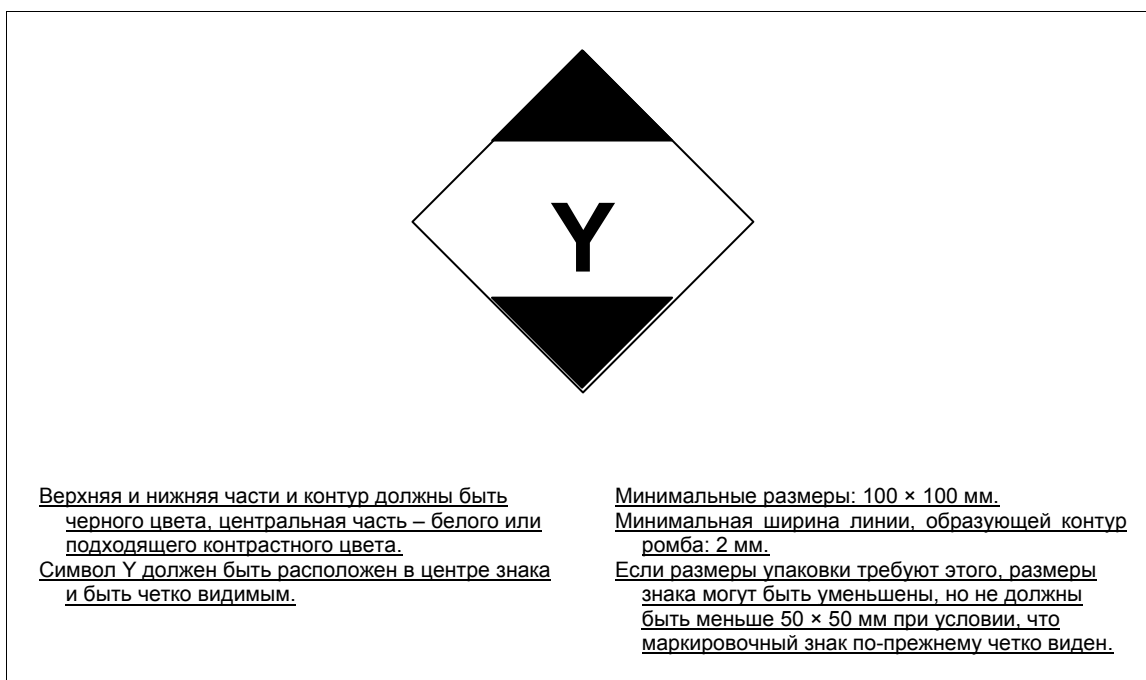 Y
Верхняя и нижняя части и контур должны быть
черного цвета, центральная часть – белого или
подходящего контрастного цвета.
Символ Y должен быть расположен в центре знака
и быть четко видимым.
Минимальные размеры: 100 × 100 мм.
Минимальная ширина линии, образующей контур
ромба: 2 мм.
Если размеры упаковки требуют этого, размеры
знака могут быть уменьшены, но не должны
быть меньше 50 × 50 мм при условии, что
маркировочный знак по-прежнему четко виден.